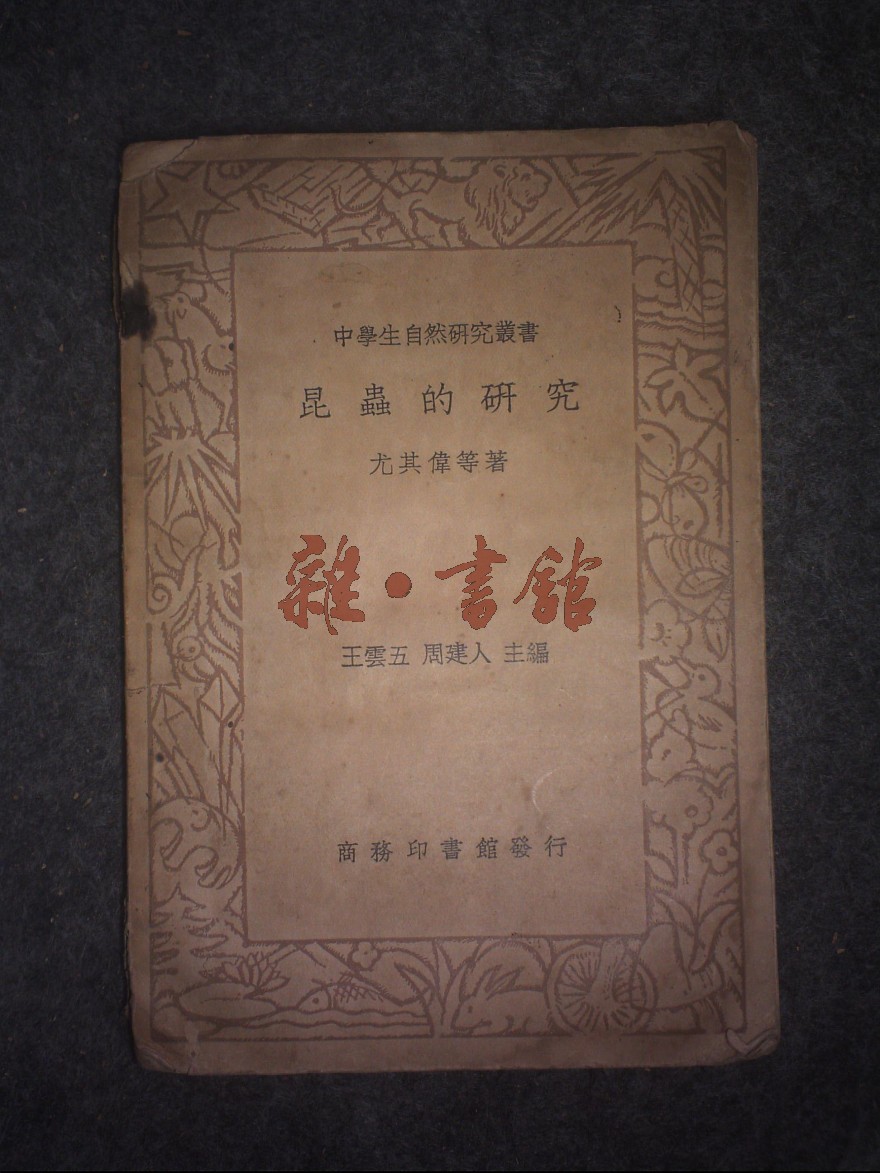 中學生自然研究叢書
昆蟲的研究
尤其偉等著
雜·書館
王雲五 周建人 主編
商務印書館發行